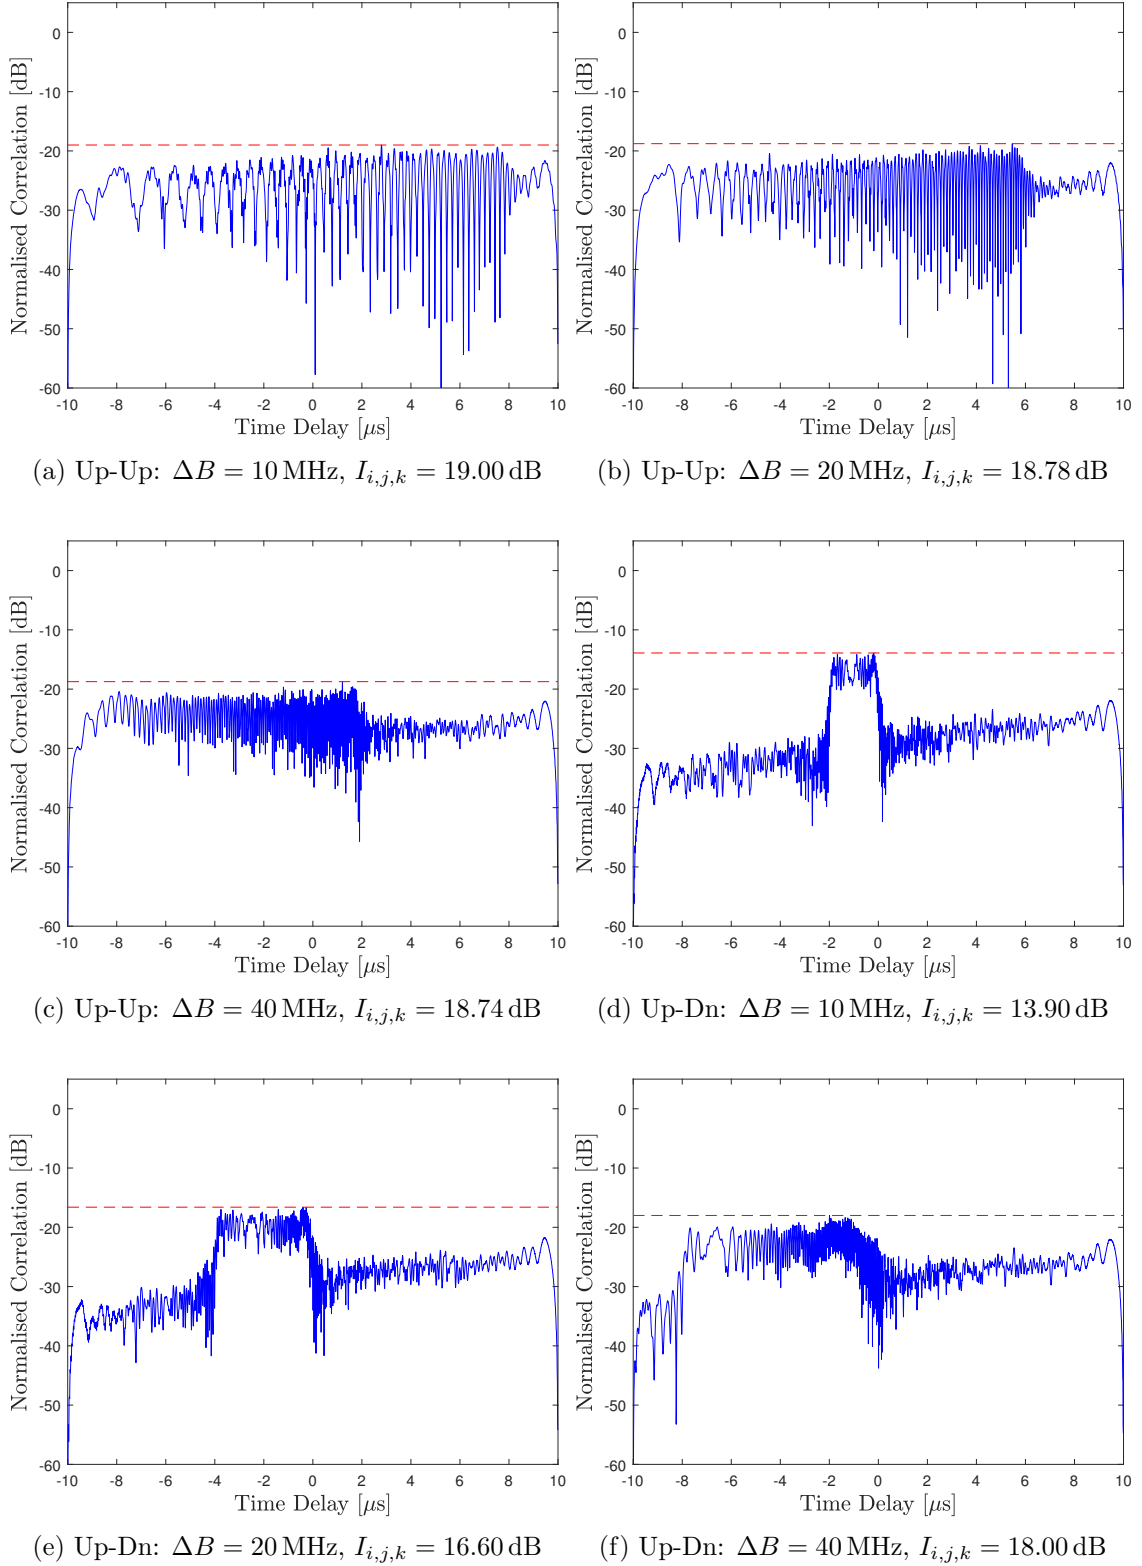 0
-10
-20
-30
-40
-50
-60
-10 -8 -6 -4 -2 0 2 4 6 8 10
Normalised Correlation [dB]
Time Delay [μs]
(a) Up-Up: ΔB = 10 MHz, I_{i,j,k} = 19.00 dB
0
-10
-20
-30
-40
-50
-60
-10 -8 -6 -4 -2 0 2 4 6 8 10
Normalised Correlation [dB]
Time Delay [μs]
(b) Up-Up: ΔB = 20 MHz, I_{i,j,k} = 18.78 dB
0
-10
-20
-30
-40
-50
-60
-10 -8 -6 -4 -2 0 2 4 6 8 10
Normalised Correlation [dB]
Time Delay [μs]
(c) Up-Up: ΔB = 40 MHz, I_{i,j,k} = 18.74 dB
0
-10
-20
-30
-40
-50
-60
-10 -8 -6 -4 -2 0 2 4 6 8 10
Normalised Correlation [dB]
Time Delay [μs]
(d) Up-Dn: ΔB = 10 MHz, I_{i,j,k} = 13.90 dB
0
-10
-20
-30
-40
-50
-60
-10 -8 -6 -4 -2 0 2 4 6 8 10
Normalised Correlation [dB]
Time Delay [μs]
(e) Up-Dn: ΔB = 20 MHz, I_{i,j,k} = 16.60 dB
0
-10
-20
-30
-40
-50
-60
-10 -8 -6 -4 -2 0 2 4 6 8 10
Normalised Correlation [dB]
Time Delay [μs]
(f) Up-Dn: ΔB = 40 MHz, I_{i,j,k} = 18.00 dB